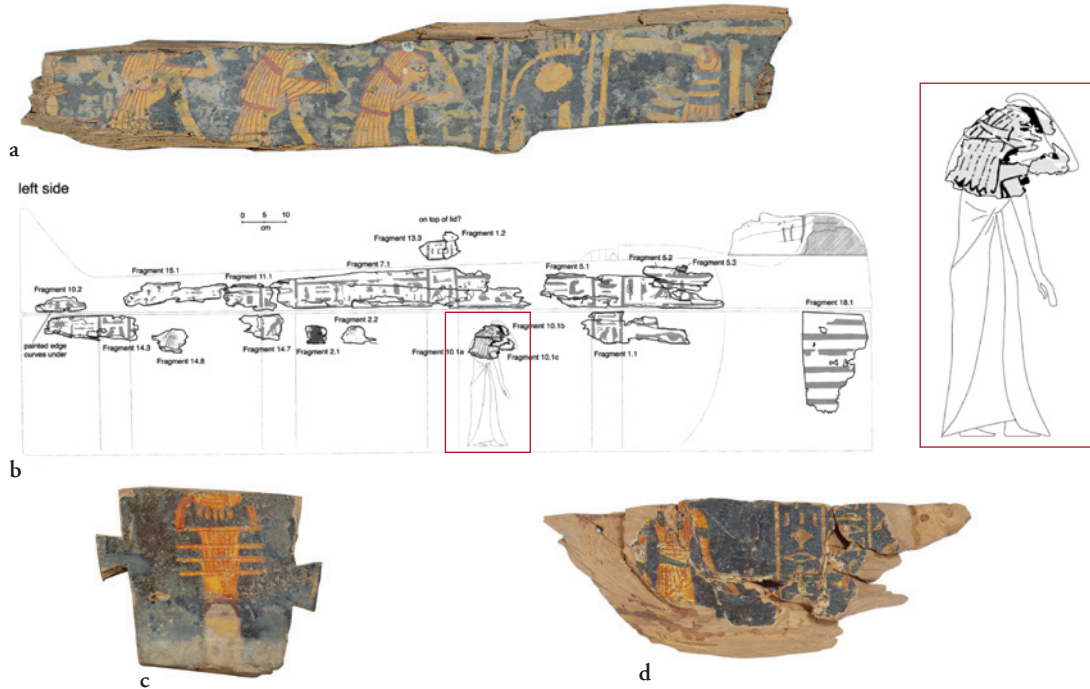 a
left side
0 5 10
cm
on top of lid?
Fragment 13.3
Fragment 1.2
Fragment 15.1
Fragment 11.1
Fragment 7.1
Fragment 5.1
Fragment 5.2
Fragment 5.3
Fragment 10.2
Fragment 18.1
painted edge
curves under
Fragment 14.3
Fragment 14.8
Fragment 14.7
Fragment 2.1
Fragment 2.2
Fragment 10.1a
Fragment 10.1b
Fragment 10.1c
Fragment 1.1
b
c
d